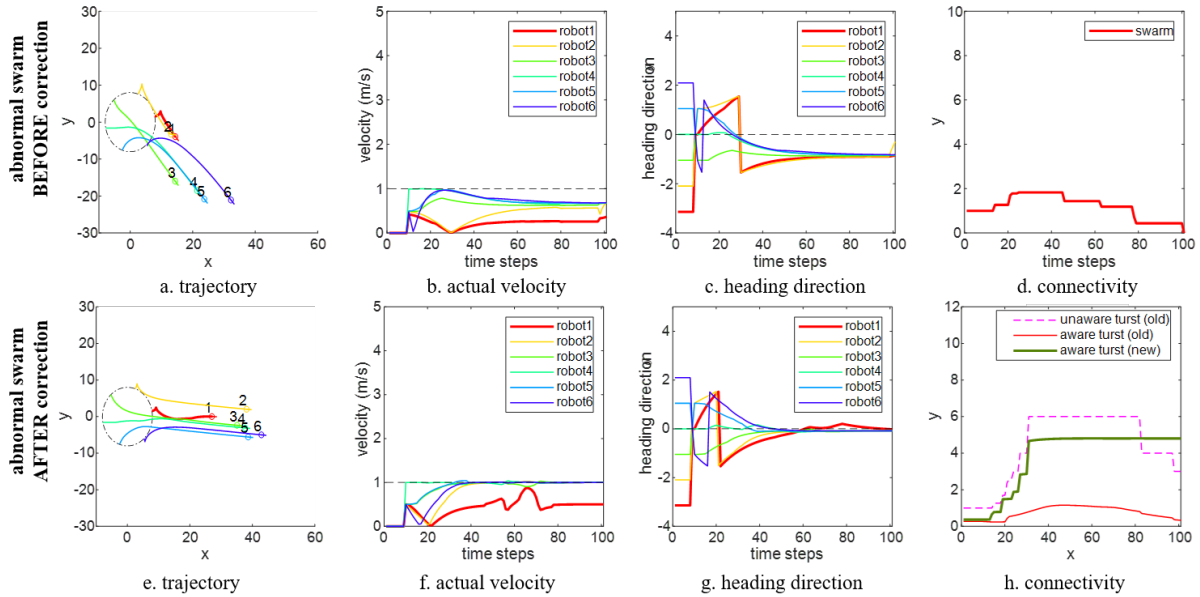 abnormal swarm
BEFORE correction
30
20
10
0
-10
-20
-30
0
20
40
60
y
x
2
1
3
4
5
6
a. trajectory
5
4
3
2
1
0
0
20
40
60
80
100
velocity (m/s)
time steps
robot1
robot2
robot3
robot4
robot5
robot6
b. actual velocity
4
2
0
-2
-4
0
20
40
60
80
100
heading direction
time steps
robot1
robot2
robot3
robot4
robot5
robot6
c. heading direction
10
8
6
4
2
0
0
20
40
60
80
100
y
time steps
swarm
d. connectivity
abnormal swarm
AFTER correction
30
20
10
0
-10
-20
-30
0
20
40
60
y
x
1
2
3
4
5
6
e. trajectory
5
4
3
2
1
0
0
20
40
60
80
100
velocity (m/s)
time steps
robot1
robot2
robot3
robot4
robot5
robot6
f. actual velocity
4
2
0
-2
-4
0
20
40
60
80
100
heading direction
time steps
robot1
robot2
robot3
robot4
robot5
robot6
g. heading direction
12
10
8
6
4
2
0
0
20
40
60
80
100
y
x
unaware turst (old)
aware turst (old)
aware turst (new)
h. connectivity